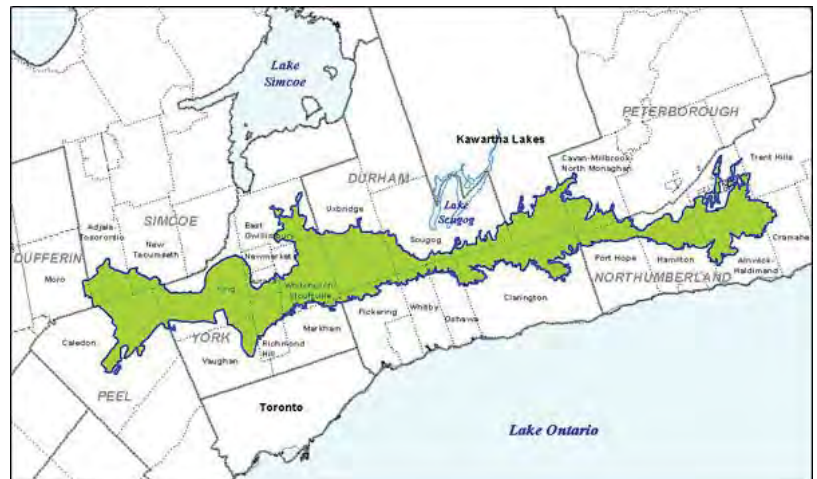 Lake
Simcoe
PETERBOROUGH
Kawartha Lakes
Cavan-Millbrook-
North Monaghan
Trent Hills
DURHAM
Uxbridge
Lake
Scugog
SIMCOE
Adjala-
Tosorontio
New
Tecumseth
East
Gwillimbury
Newmarket
Scugog
Cramahe
DUFFERIN
Mono
King
Whitchurch
Stouffville
Port Hope
Hamilton
Alnwick
Haldimand
NORTHUMBERLAND
Caledon
YORK
Vaughan
Richmond
Hill
Markham
Pickering
Whitby
Oshawa
Clarington
PEEL
Toronto
Lake Ontario